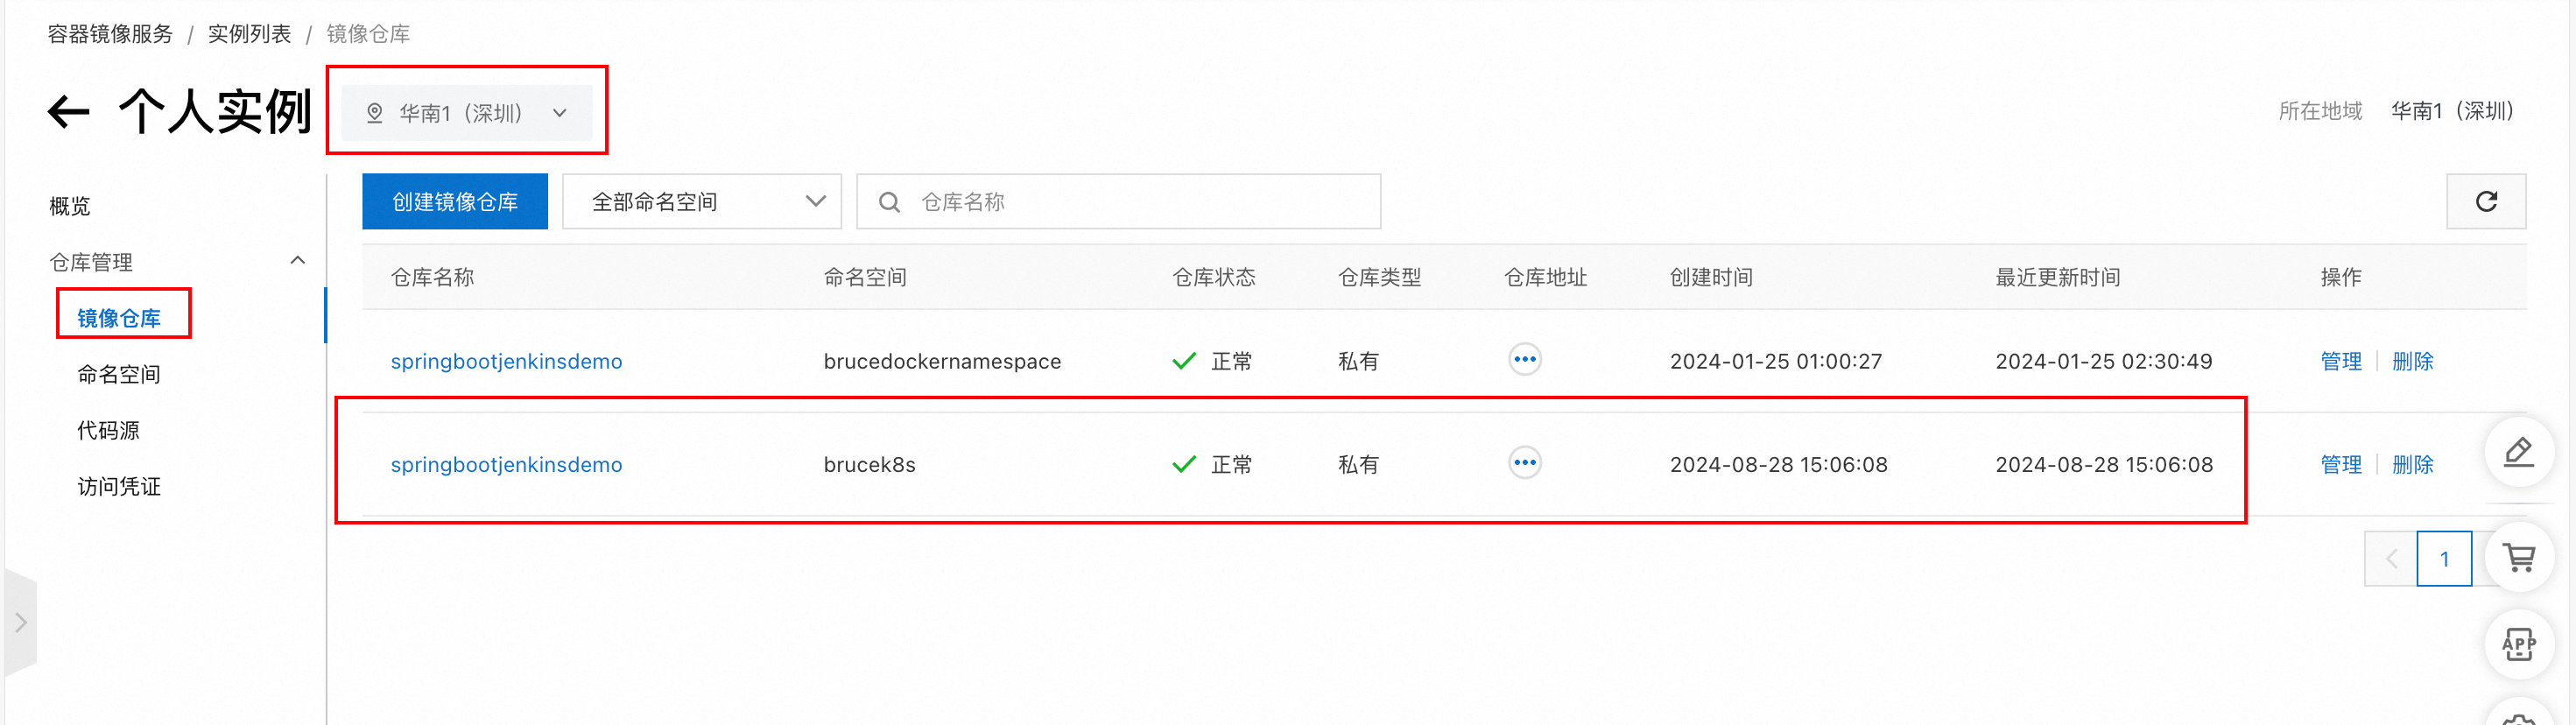 容器镜像服务 / 实例列表 / 镜像仓库
个人实例 华南1（深圳） 所在地域 华南1（深圳）
概览
仓库管理
镜像仓库
命名空间
代码源
访问凭证
创建镜像仓库 全部命名空间 仓库名称
仓库名称 命名空间 仓库状态 仓库类型 仓库地址 创建时间 最近更新时间 操作
springbootjenkinsdemo brucedockernamespace 正常 私有 2024-01-25 01:00:27 2024-01-25 02:30:49 管理 删除
springbootjenkinsdemo brucek8s 正常 私有 2024-08-28 15:06:08 2024-08-28 15:06:08 管理 删除
1
APP